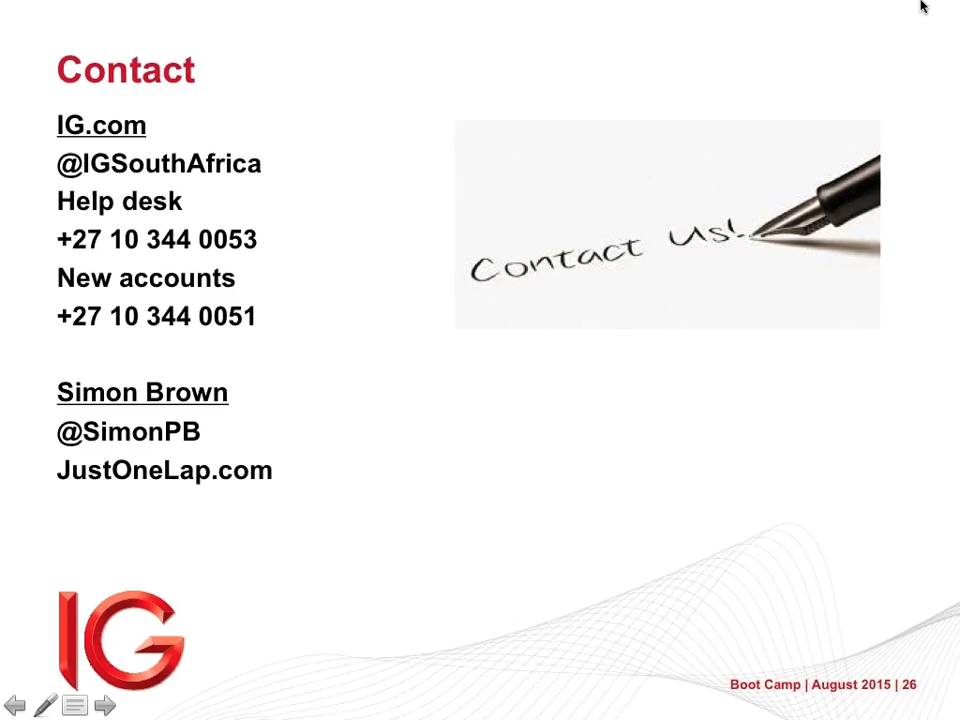 Contact
IG.com
@IGSouthAfrica
Help desk
+27 10 344 0053
New accounts
+27 10 344 0051
Simon Brown
@SimonPB
JustOneLap.com
Contact Us!
IG
Boot Camp | August 2015 | 26